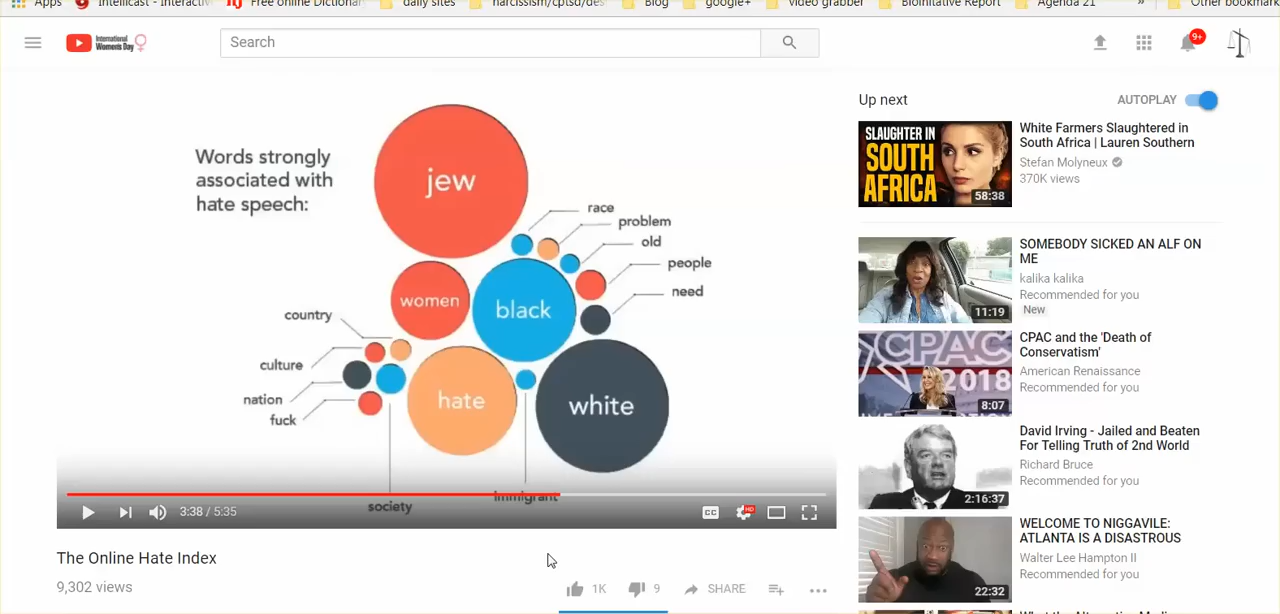 Apps
Intellicast - Interactiv
Free online Dictionar
daily sites
narcissism/cptsd/des
Blog
google+
video grabber
BioInitiative Report
Agenda 21
»
Other bookmark
International
Women's Day
Search
9+
Words strongly
associated with
hate speech:
jew
race
problem
old
people
need
women
black
country
culture
nation
fuck
hate
white
society
immigrant
3:38 / 5:35
CC
HD
The Online Hate Index
9,302 views
1K
9
SHARE
Up next
AUTOPLAY
SLAUGHTER IN
SOUTH
AFRICA
58:38
White Farmers Slaughtered in
South Africa | Lauren Southern
Stefan Molyneux
370K views
11:19
SOMEBODY SICKED AN ALF ON
ME
kalika kalika
Recommended for you
New
CPAC
2018
8:07
CPAC and the 'Death of
Conservatism'
American Renaissance
Recommended for you
2:16:37
David Irving - Jailed and Beaten
For Telling Truth of 2nd World
Richard Bruce
Recommended for you
22:32
WELCOME TO NIGGAVILE:
ATLANTA IS A DISASTROUS
Walter Lee Hampton II
Recommended for you